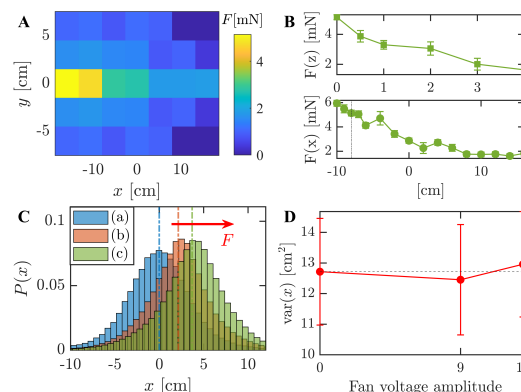 A
F[mN]
5
0
-5
y [cm]
4
2
0
-10
0
10
x [cm]
B
F(z) [mN]
4
2
0
1
2
3
F(x) [mN]
6
4
2
-10
0
10
[cm]
C
(a)
(b)
(c)
F
P(x)
0.1
0.05
0
-10
-5
0
5
10
x [cm]
D
var(x) [cm²]
14
13
12
11
10
0
9
Fan voltage amplitude